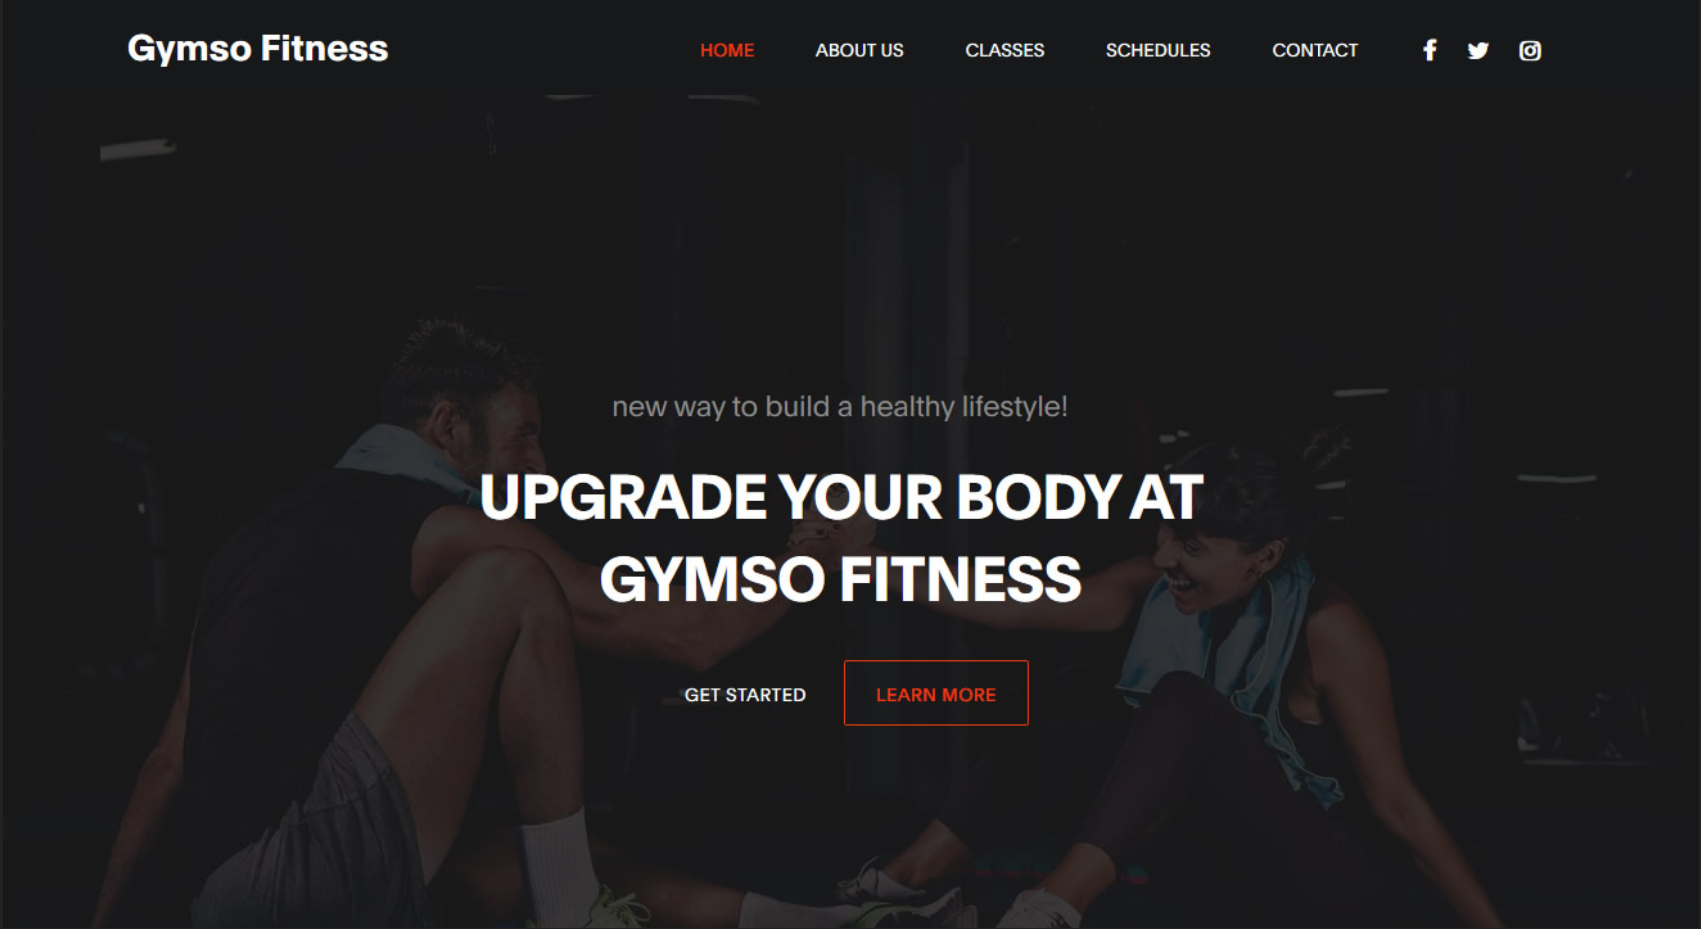 Gymso Fitness
HOME ABOUT US CLASSES SCHEDULES CONTACT
new way to build a healthy lifestyle!
UPGRADE YOUR BODY AT
GYMSO FITNESS
GET STARTED LEARN MORE